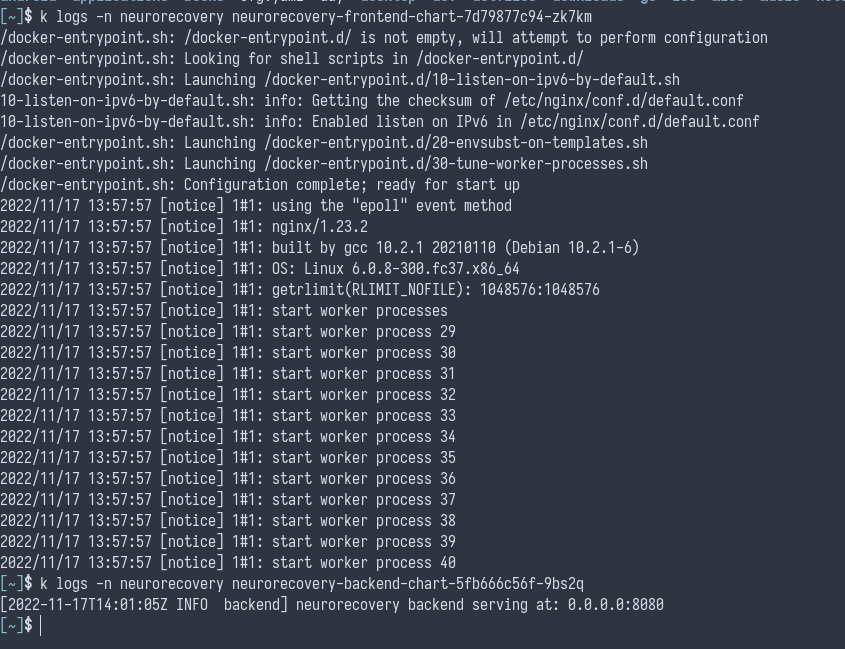 [~]$ k logs -n neurorecovery neurorecovery-frontend-chart-7d79877c94-zk7km
/docker-entrypoint.sh: /docker-entrypoint.d/ is not empty, will attempt to perform configuration
/docker-entrypoint.sh: Looking for shell scripts in /docker-entrypoint.d/
/docker-entrypoint.sh: Launching /docker-entrypoint.d/10-listen-on-ipv6-by-default.sh
10-listen-on-ipv6-by-default.sh: info: Getting the checksum of /etc/nginx/conf.d/default.conf
10-listen-on-ipv6-by-default.sh: info: Enabled listen on IPv6 in /etc/nginx/conf.d/default.conf
/docker-entrypoint.sh: Launching /docker-entrypoint.d/20-envsubst-on-templates.sh
/docker-entrypoint.sh: Launching /docker-entrypoint.d/30-tune-worker-processes.sh
/docker-entrypoint.sh: Configuration complete; ready for start up
2022/11/17 13:57:57 [notice] 1#1: using the "epoll" event method
2022/11/17 13:57:57 [notice] 1#1: nginx/1.23.2
2022/11/17 13:57:57 [notice] 1#1: built by gcc 10.2.1 20210110 (Debian 10.2.1-6)
2022/11/17 13:57:57 [notice] 1#1: OS: Linux 6.0.8-300.fc37.x86_64
2022/11/17 13:57:57 [notice] 1#1: getrlimit(RLIMIT_NOFILE): 1048576:1048576
2022/11/17 13:57:57 [notice] 1#1: start worker processes
2022/11/17 13:57:57 [notice] 1#1: start worker process 29
2022/11/17 13:57:57 [notice] 1#1: start worker process 30
2022/11/17 13:57:57 [notice] 1#1: start worker process 31
2022/11/17 13:57:57 [notice] 1#1: start worker process 32
2022/11/17 13:57:57 [notice] 1#1: start worker process 33
2022/11/17 13:57:57 [notice] 1#1: start worker process 34
2022/11/17 13:57:57 [notice] 1#1: start worker process 35
2022/11/17 13:57:57 [notice] 1#1: start worker process 36
2022/11/17 13:57:57 [notice] 1#1: start worker process 37
2022/11/17 13:57:57 [notice] 1#1: start worker process 38
2022/11/17 13:57:57 [notice] 1#1: start worker process 39
2022/11/17 13:57:57 [notice] 1#1: start worker process 40
[~]$ k logs -n neurorecovery neurorecovery-backend-chart-5fb666c56f-9bs2q
[2022-11-17T14:01:05Z INFO  backend] neurorecovery backend serving at: 0.0.0.0:8080
[~]$